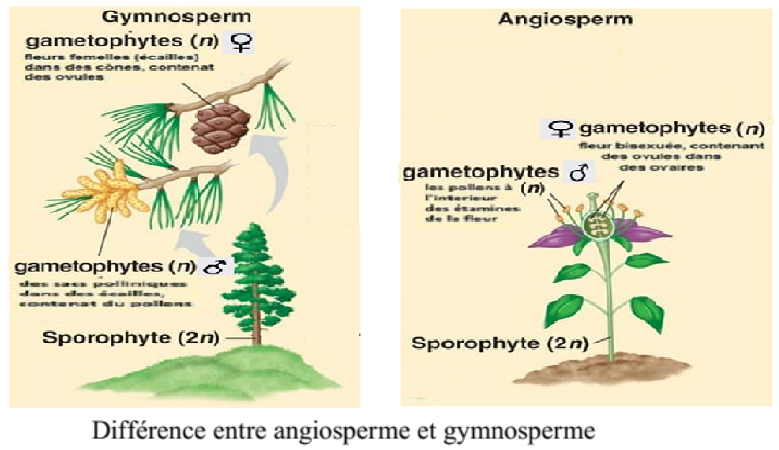 Gymnosperm
gametophytes (n) ♀
fleurs femelles (écailles)
dans des cônes, contenat
des ovules
gametophytes (n) ♂
des sacs polliniques
dans des écailles,
contenat du pollens
Sporophyte (2n)
Angiosperm
♀ gametophytes (n)
fleur bisexuée, contenant
des ovules dans
des ovaires
gametophytes ♂
les pollens à (n)
l'interieur
des étamines
de la fleur
Sporophyte (2n)
Différence entre angiosperme et gymnosperme